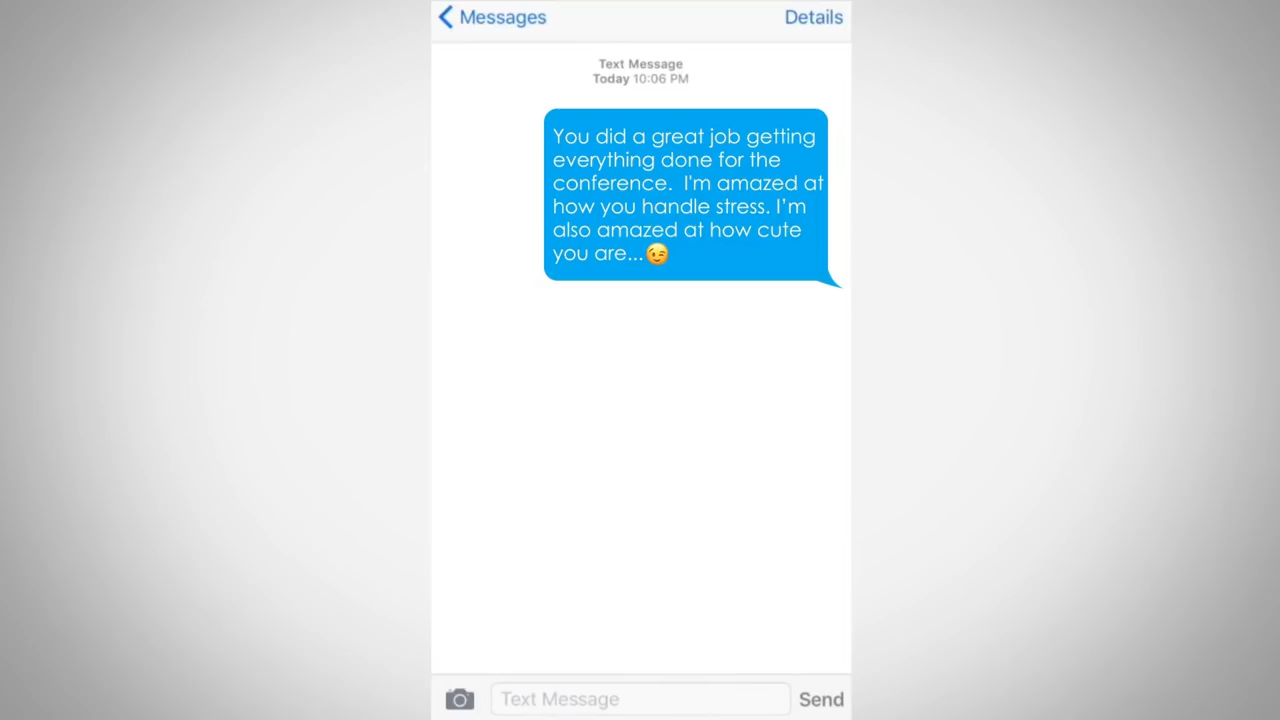 Messages
Details
Text Message
Today 10:06 PM
You did a great job getting
everything done for the
conference.  I'm amazed at
how you handle stress. I’m
also amazed at how cute
you are...😉
Text Message
Send